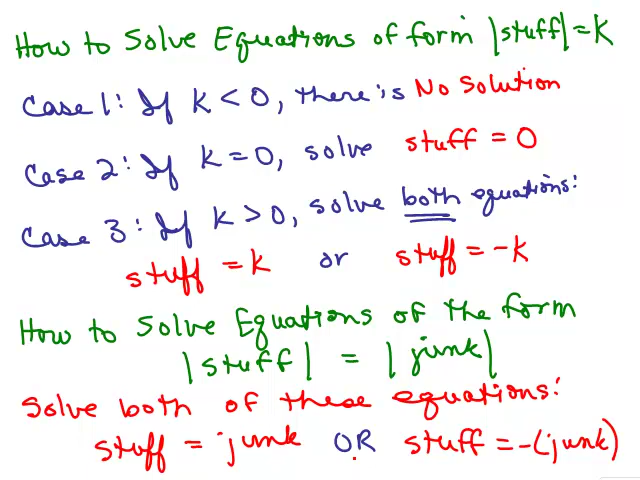 How to Solve Equations of form |stuff| = K
Case 1: If K < 0, there is No Solution
Case 2: If K = 0, solve stuff = 0
Case 3: If K > 0, solve both equations:
stuff = k or stuff = -k
How to Solve Equations of the form
|stuff| = |junk|
Solve both of these equations:
stuff = junk OR stuff = -(junk)